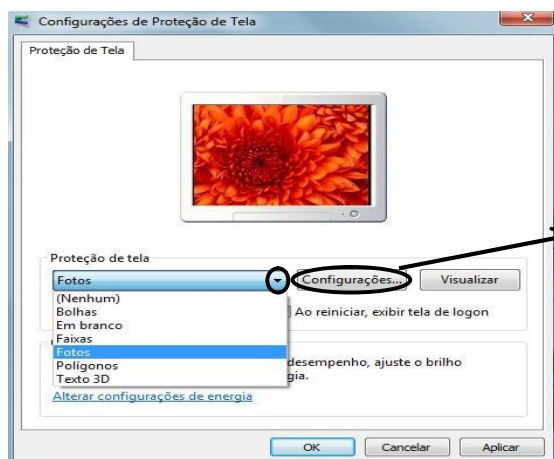 Configurações de Proteção de Tela
Proteção de Tela
Proteção de tela
Fotos
Configurações...
Visualizar
(Nenhum)
Bolhas
Em branco
Faixas
Fotos
Polígonos
Texto 3D
Ao reiniciar, exibir tela de logon
desempenho, ajuste o brilho
gia.
Alterar configurações de energia
OK
Cancelar
Aplicar